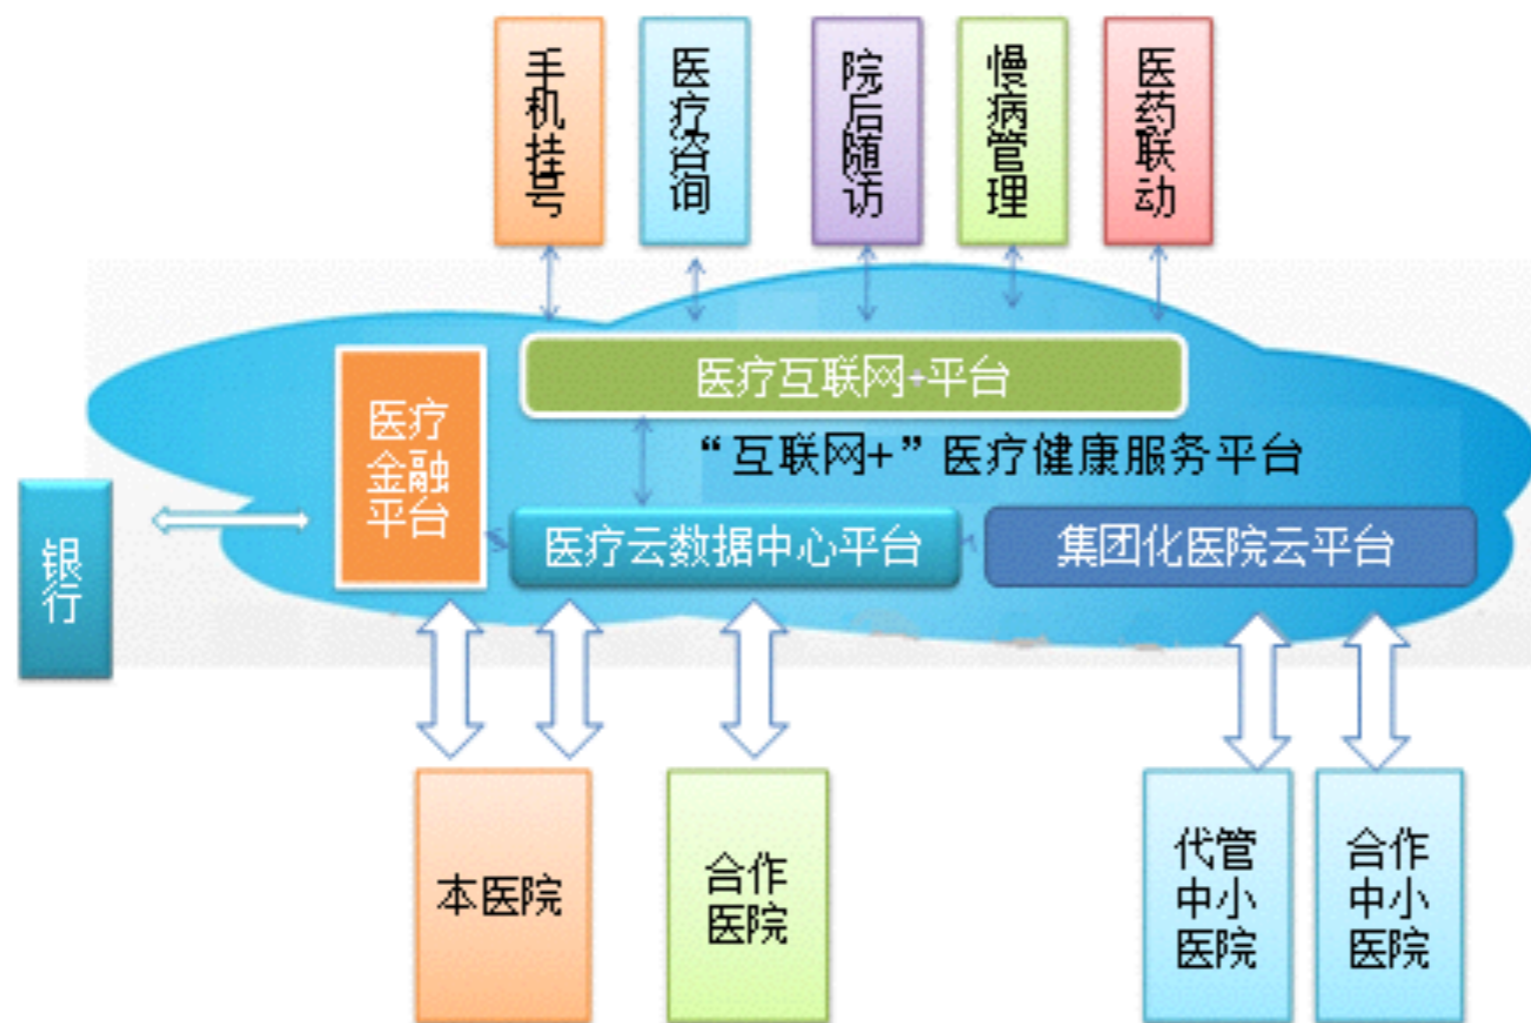 手机挂号
医疗咨询
院后随访
慢病管理
医药联动
医疗互联网+平台
医疗
金融
平台
“互联网+”医疗健康服务平台
银行
医疗云数据中心平台
集团化医院云平台
本医院
合作
医院
代管
中小
医院
合作
中小
医院